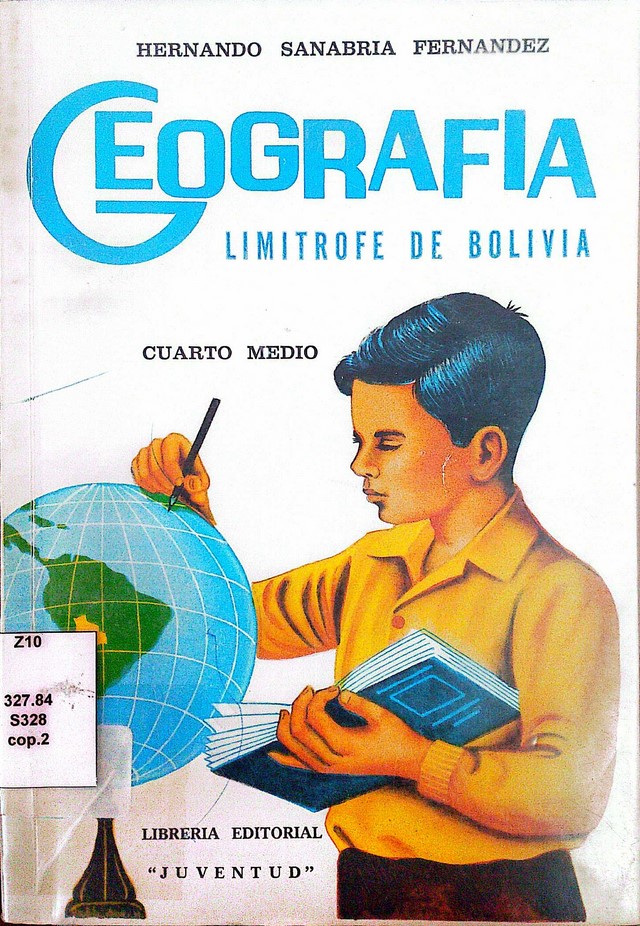 HERNANDO SANABRIA FERNANDEZ
GEOGRAFIA
LIMITROFE DE BOLIVIA
CUARTO MEDIO
Z10
327.84
S328
cop.2
LIBRERIA EDITORIAL
"JUVENTUD"